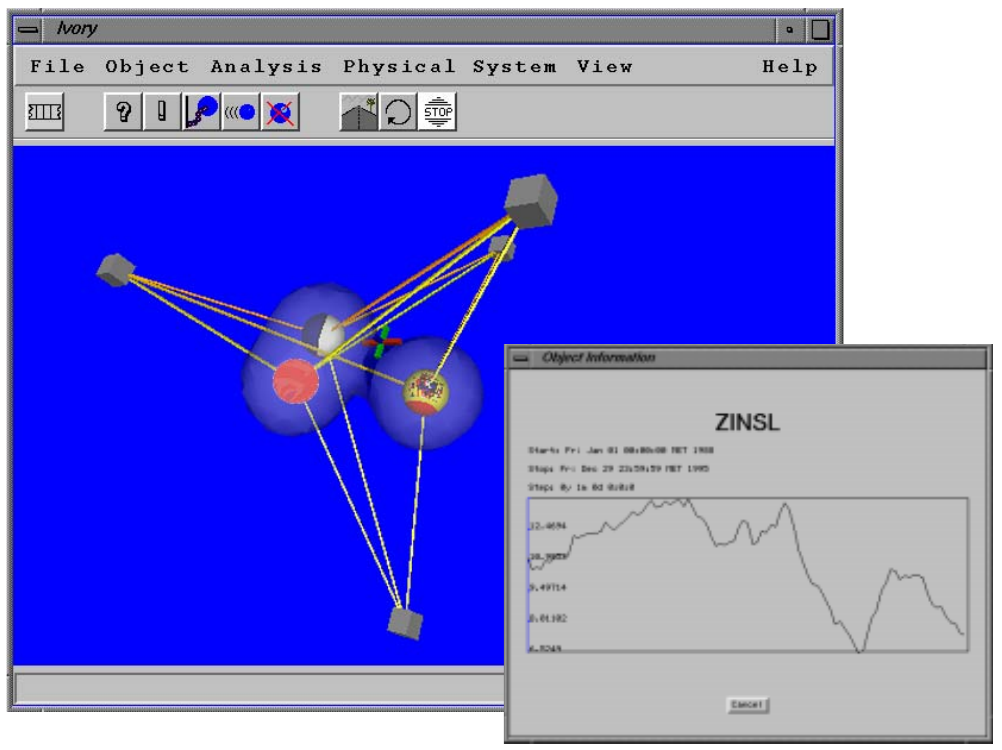 Ivory
File Object Analysis Physical System View Help
?
STOP
Object Information
ZINSL
Start: Fri Jan 01 00:00:00 MET 1988
Stop: Fri Dec 29 23:59:59 MET 1995
Step: 0y 1m 0d 0:0:0
12.4694
10.9833
9.49714
8.01102
6.5249
Cancel